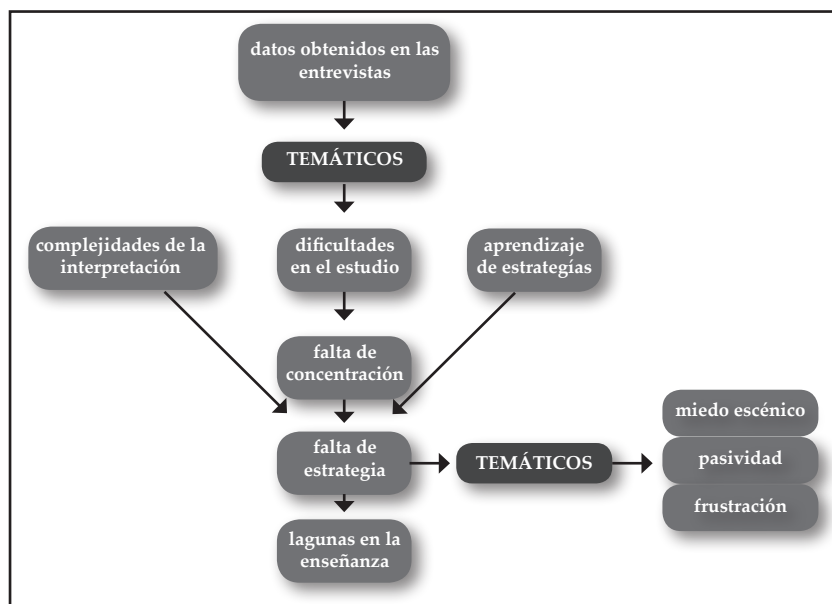 datos obtenidos en las
entrevistas
TEMÁTICOS
complejidades de la
interpretación
dificultades
en el estudio
aprendizaje
de estrategías
falta de
concentración
falta de
estrategia
TEMÁTICOS
miedo escénico
pasividad
frustración
lagunas en la
enseñanza